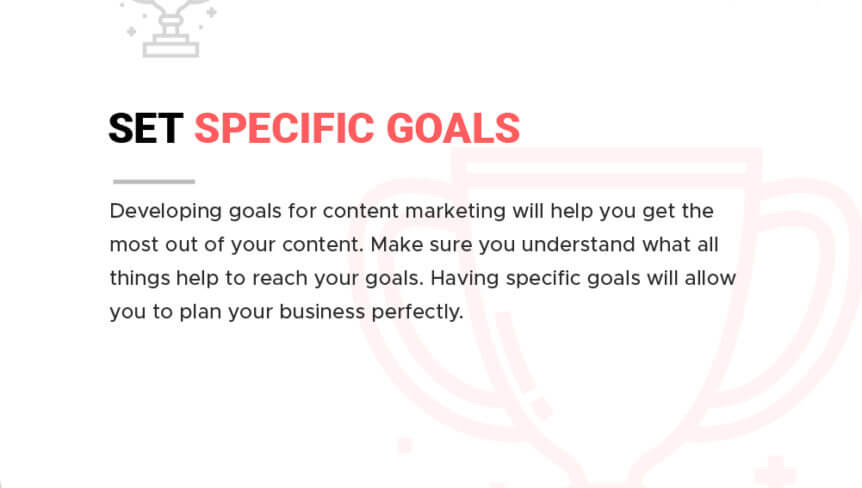 SET SPECIFIC GOALS
Developing goals for content marketing will help you get the
most out of your content. Make sure you understand what all
things help to reach your goals. Having specific goals will allow
you to plan your business perfectly.